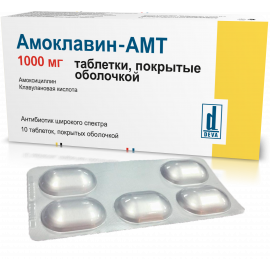 Амоклавин-АМТ
1000 мг
таблетки, покрытые
оболочкой
Амоксициллин
Клавулановая кислота
Антибиотик широкого спектра
10 таблеток, покрытых оболочкой
DEVA